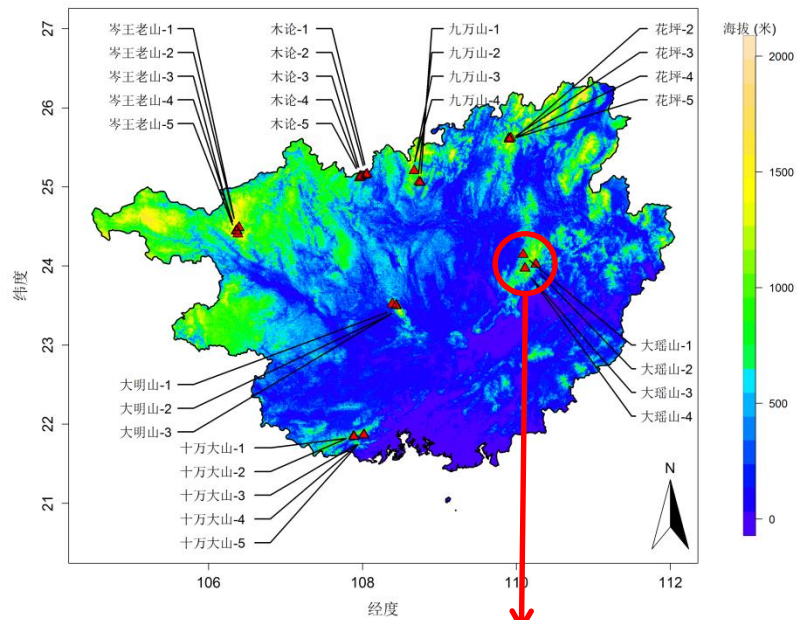 海拔 (米)
27
26
25
24
23
22
21
纬度
岑王老山-1
岑王老山-2
岑王老山-3
岑王老山-4
岑王老山-5
木论-1
木论-2
木论-3
木论-4
木论-5
九万山-1
九万山-2
九万山-3
九万山-4
花坪-2
花坪-3
花坪-4
花坪-5
大瑶山-1
大瑶山-2
大瑶山-3
大瑶山-4
大明山-1
大明山-2
大明山-3
十万大山-1
十万大山-2
十万大山-3
十万大山-4
十万大山-5
N
2000
1500
1000
500
0
106
108
110
112
经度